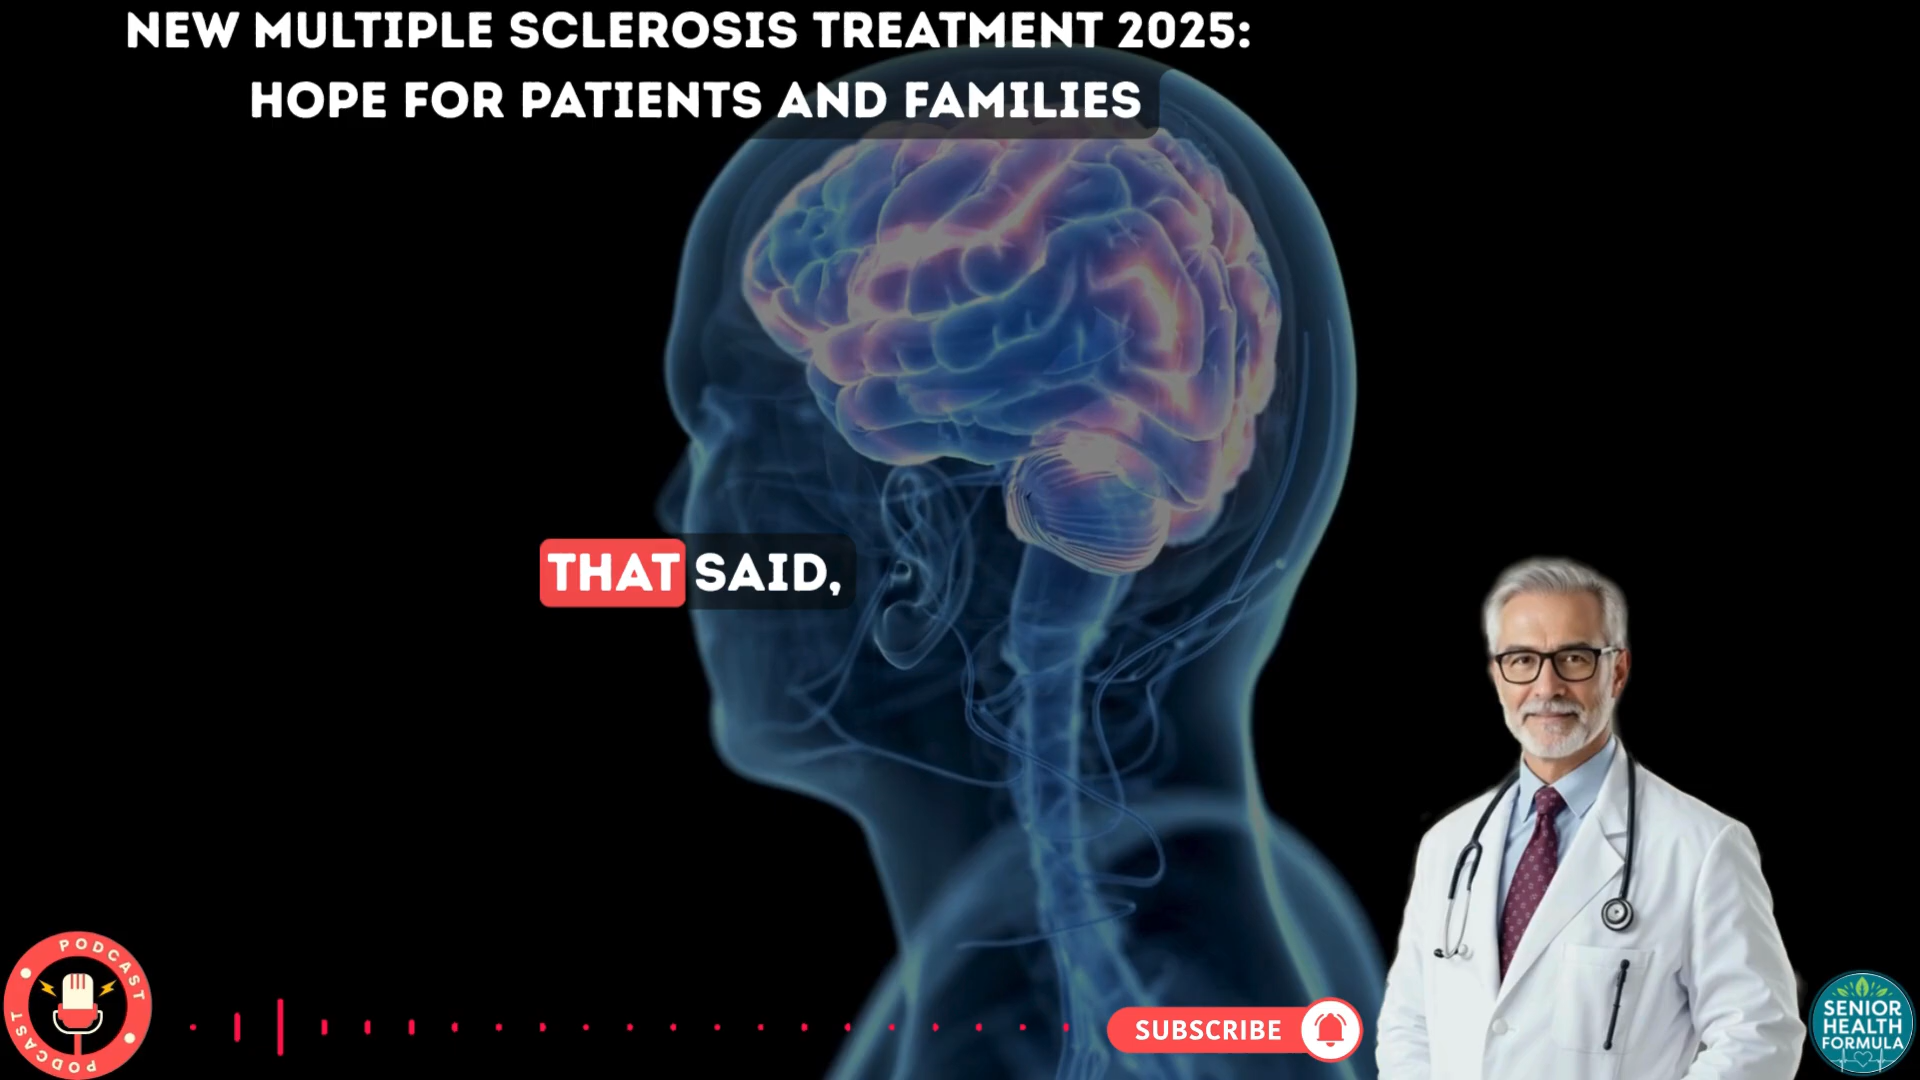 NEW MULTIPLE SCLEROSIS TREATMENT 2025:
HOPE FOR PATIENTS AND FAMILIES
THAT SAID,
PODCAST
PODCAST
SUBSCRIBE
SENIOR
HEALTH
FORMULA